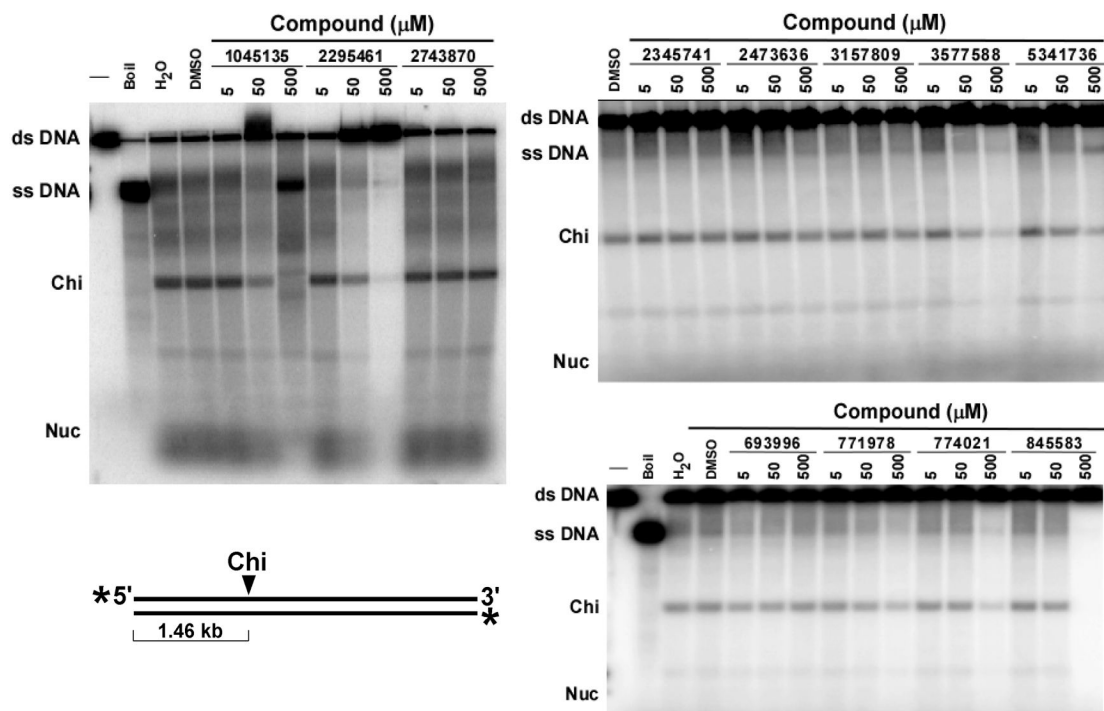 Compound (μM)
— Boil H2O DMSO 1045135 2295461 2743870
5 50 500 5 50 500 5 50 500
ds DNA
ss DNA
Chi
Nuc
Compound (μM)
DMSO 2345741 2473636 3157809 3577588 5341736
5 50 500 5 50 500 5 50 500 5 50 500 5 50 500
ds DNA
ss DNA
Chi
Nuc
Compound (μM)
— Boil H2O DMSO 693996 771978 774021 845583
5 50 500 5 50 500 5 50 500 5 50 500
ds DNA
ss DNA
Chi
Nuc
Chi
* 5' 3' *
1.46 kb